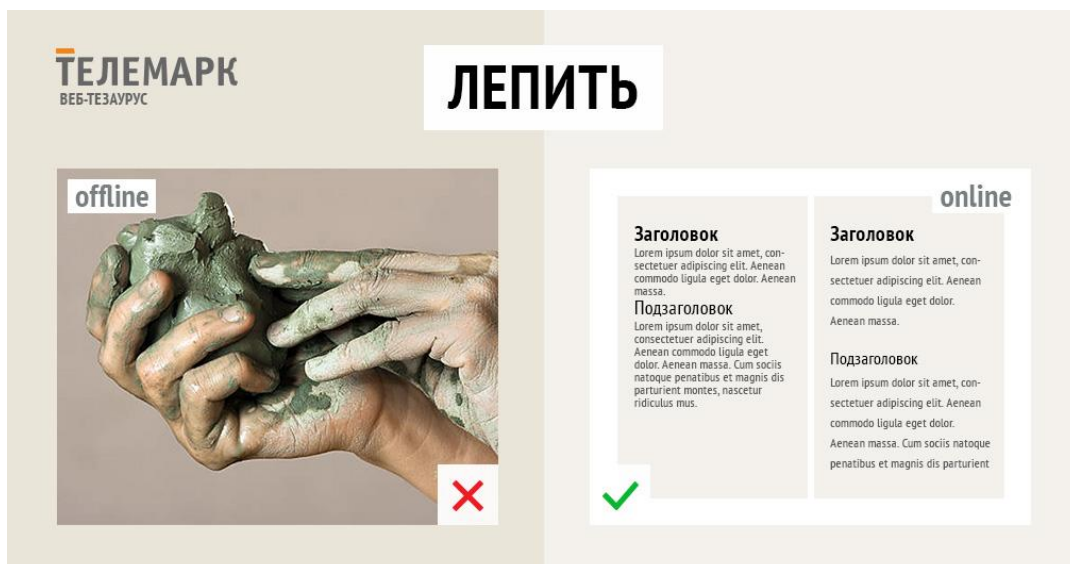 ТЕЛЕМАРК
ВЕБ-ТЕЗАУРУС
ЛЕПИТЬ
offline
online
Заголовок
Lorem ipsum dolor sit amet, con-
sectetuer adipiscing elit. Aenean
commodo ligula eget dolor. Aenean
massa.
Подзаголовок
Lorem ipsum dolor sit amet,
consectetuer adipiscing elit.
Aenean commodo ligula eget
dolor. Aenean massa. Cum sociis
natoque penatibus et magnis dis
parturient montes, nascetur
ridiculus mus.
Заголовок
Lorem ipsum dolor sit amet, con-
sectetuer adipiscing elit. Aenean
commodo ligula eget dolor.
Aenean massa.
Подзаголовок
Lorem ipsum dolor sit amet, con-
sectetuer adipiscing elit. Aenean
commodo ligula eget dolor.
Aenean massa. Cum sociis natoque
penatibus et magnis dis parturient